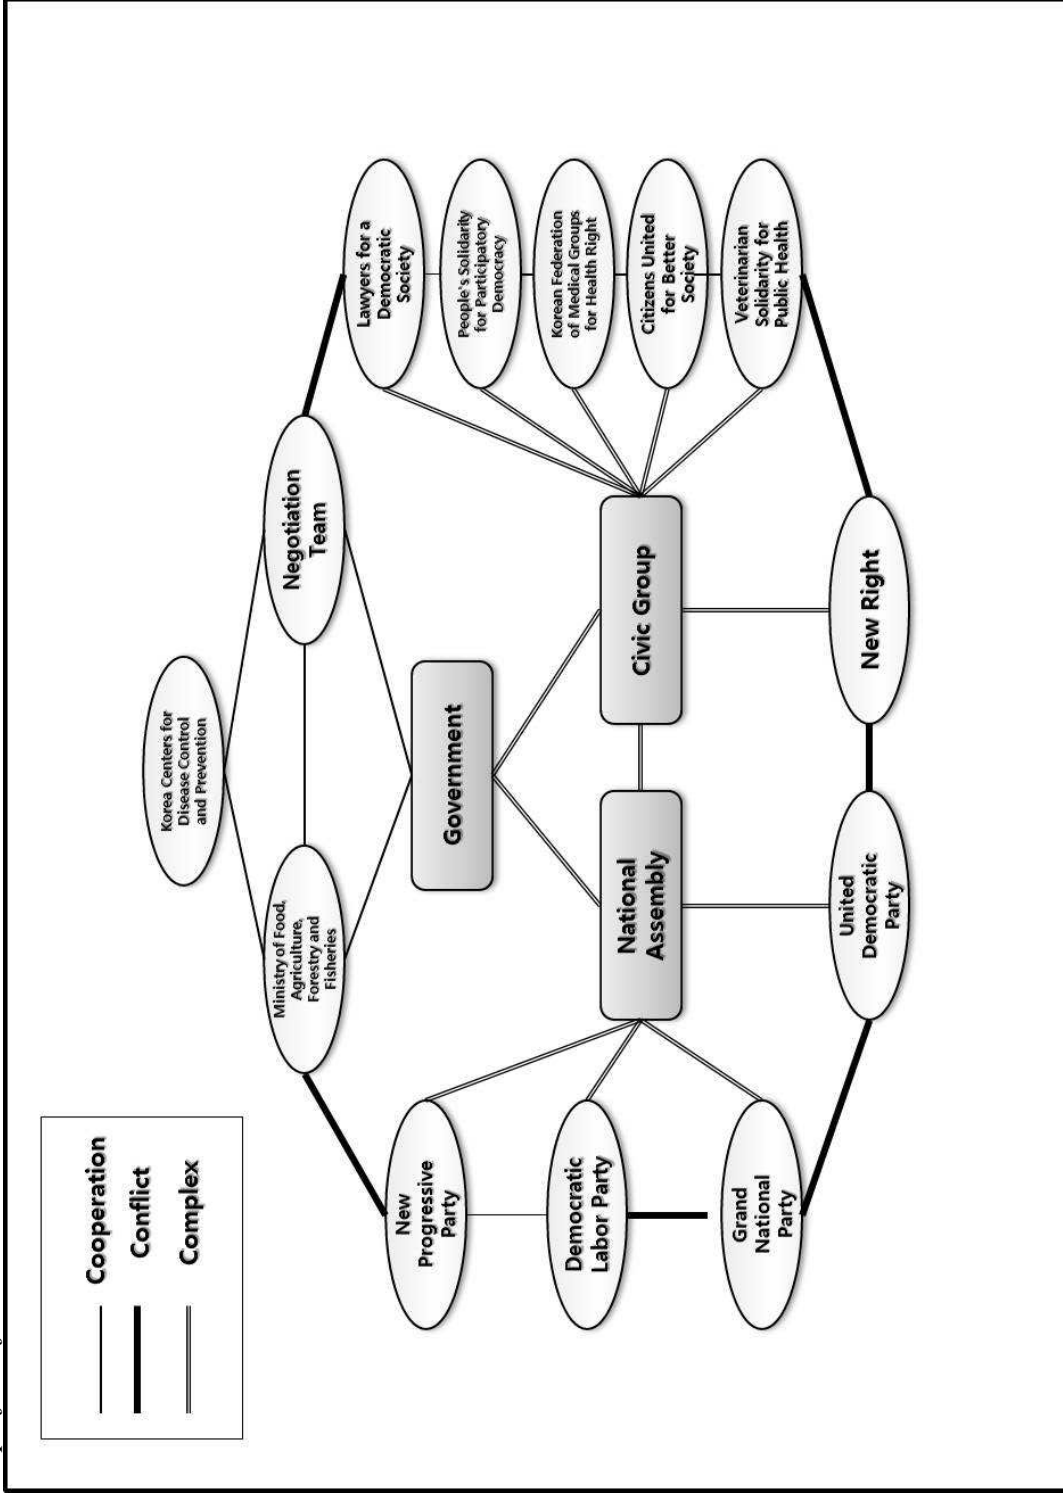 Cooperation
Conflict
Complex
Korea Centers for
Disease Control
and Prevention
Ministry of Food,
Agriculture,
Forestry and
Fisheries
Negotiation
Team
Lawyers for a
Democratic
Society
New
Progressive
Party
Government
People's Solidarity
for Participatory
Democracy
Democratic
Labor Party
Korean Federation
of Medical Groups
for Health Right
National
Assembly
Civic Group
Citizens United
for Better
Society
Grand
National
Party
Veterinarian
Solidarity for
Public Health
United
Democratic
Party
New Right